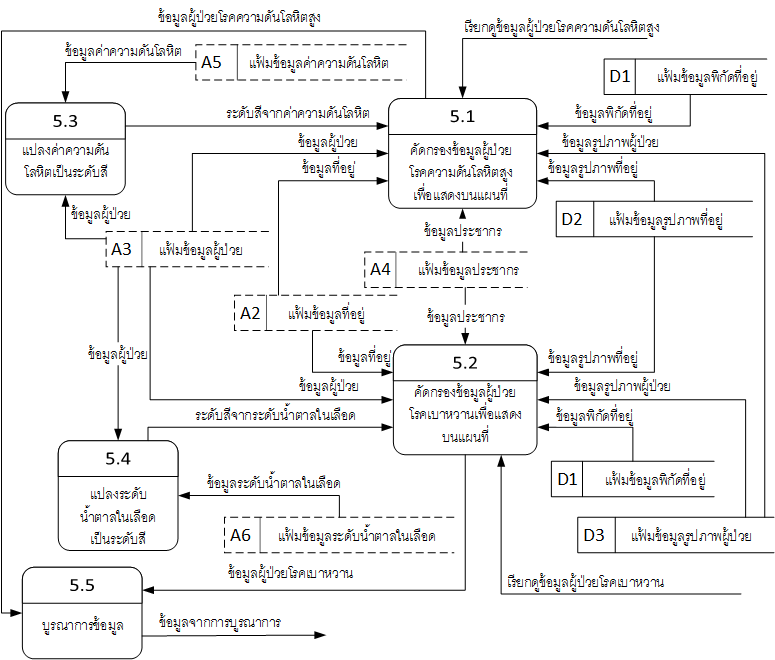 ข้อมูลผู้ป่วยโรคความดันโลหิตสูง
เรียกดูข้อมูลผู้ป่วยโรคความดันโลหิตสูง
ข้อมูลค่าความดันโลหิต
A5
แฟ้มข้อมูลค่าความดันโลหิต
D1
แฟ้มข้อมูลพิกัดที่อยู่
5.3
แปลงค่าความดัน
โลหิตเป็นระดับสี
ระดับสีจากค่าความดันโลหิต
ข้อมูลผู้ป่วย
ข้อมูลที่อยู่
5.1
คัดกรองข้อมูลผู้ป่วย
โรคความดันโลหิตสูง
เพื่อแสดงบนแผนที่
ข้อมูลพิกัดที่อยู่
ข้อมูลรูปภาพผู้ป่วย
ข้อมูลรูปภาพที่อยู่
ข้อมูลผู้ป่วย
ข้อมูลประชากร
D2
แฟ้มข้อมูลรูปภาพที่อยู่
A3
แฟ้มข้อมูลผู้ป่วย
A4
แฟ้มข้อมูลประชากร
A2
แฟ้มข้อมูลที่อยู่
ข้อมูลประชากร
ข้อมูลผู้ป่วย
ข้อมูลที่อยู่
ข้อมูลผู้ป่วย
ระดับสีจากระดับน้ำตาลในเลือด
5.2
คัดกรองข้อมูลผู้ป่วย
โรคเบาหวานเพื่อแสดง
บนแผนที่
ข้อมูลรูปภาพที่อยู่
ข้อมูลรูปภาพผู้ป่วย
ข้อมูลพิกัดที่อยู่
5.4
แปลงระดับ
น้ำตาลในเลือด
เป็นระดับสี
ข้อมูลระดับน้ำตาลในเลือด
D1
แฟ้มข้อมูลพิกัดที่อยู่
A6
แฟ้มข้อมูลระดับน้ำตาลในเลือด
D3
แฟ้มข้อมูลรูปภาพผู้ป่วย
ข้อมูลผู้ป่วยโรคเบาหวาน
เรียกดูข้อมูลผู้ป่วยโรคเบาหวาน
5.5
บูรณาการข้อมูล
ข้อมูลจากการบูรณาการ